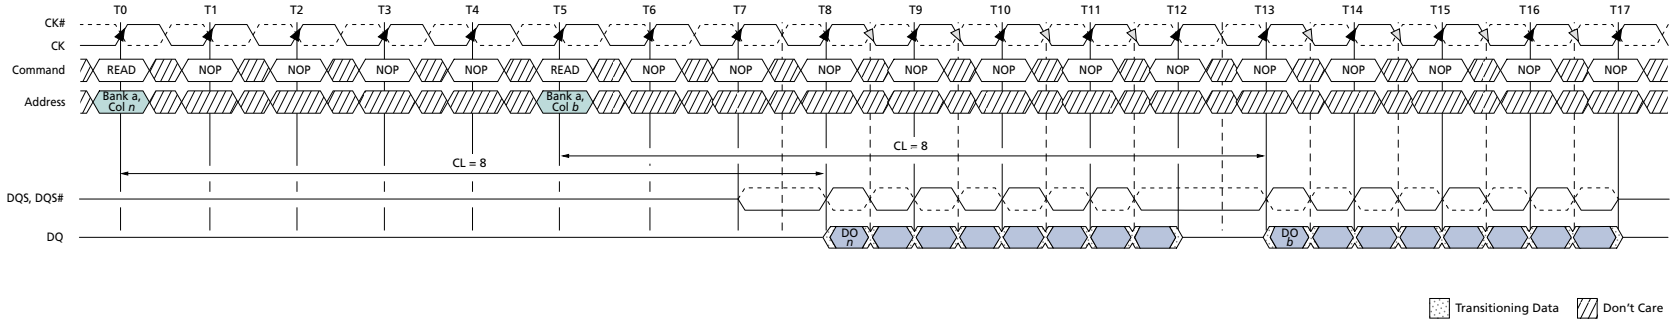 T0 T1 T2 T3 T4 T5 T6 T7 T8 T9 T10 T11 T12 T13 T14 T15 T16 T17
CK#
CK
Command READ NOP NOP NOP NOP READ NOP NOP NOP NOP NOP NOP NOP NOP NOP NOP NOP NOP
Address Bank a, Col n Bank a, Col b
CL = 8
CL = 8
DQS, DQS#
DQ DO n DO b
Transitioning Data Don't Care